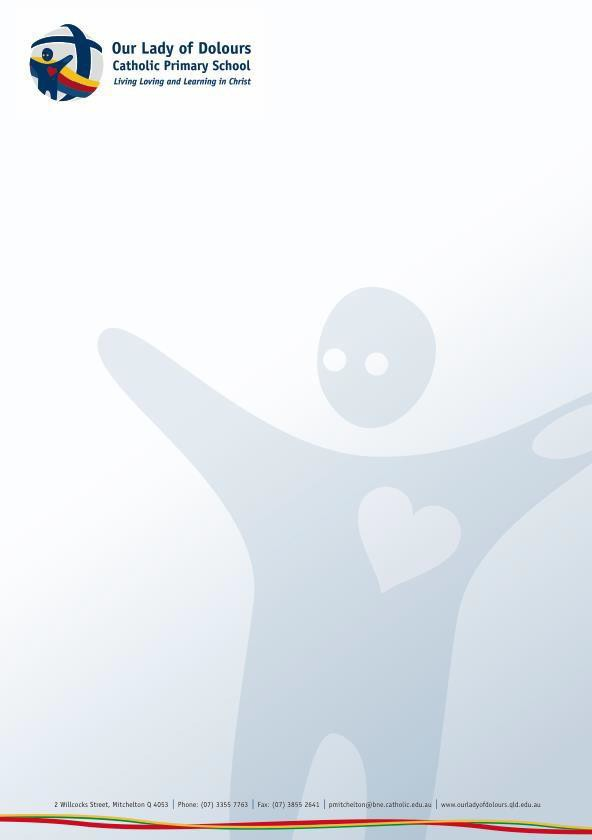 Our Lady of Dolours
Catholic Primary School
Living Loving and Learning in Christ
2 Willcocks Street, Mitchelton Q 4053 | Phone: (07) 3355 7763 | Fax: (07) 3855 2641 | pmitchelton@bne.catholic.edu.au | www.ourladyofdolours.qld.edu.au